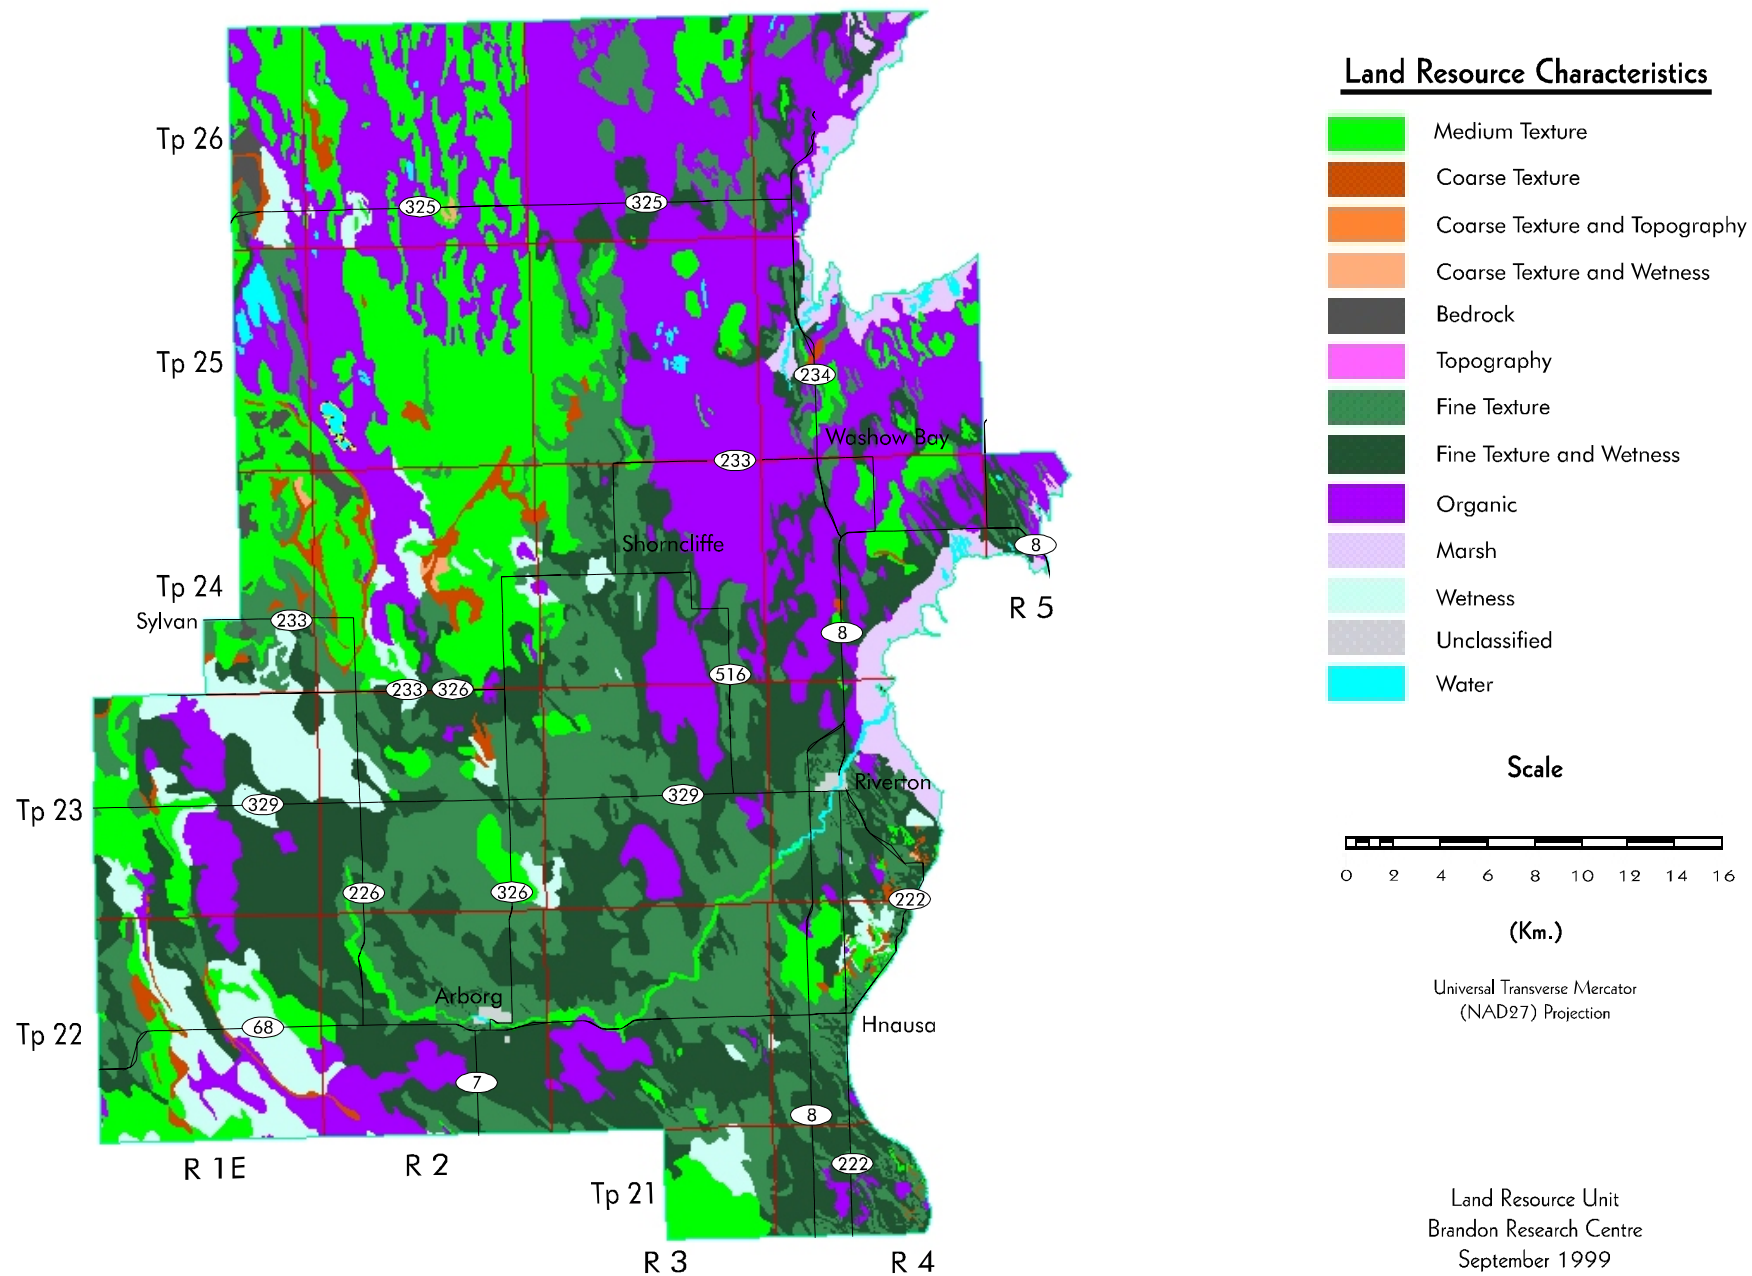 Land Resource Characteristics
Medium Texture
Coarse Texture
Coarse Texture and Topography
Coarse Texture and Wetness
Bedrock
Topography
Fine Texture
Fine Texture and Wetness
Organic
Marsh
Wetness
Unclassified
Water
Tp 26
325
325
Tp 25
234
Washow Bay
233
Shorncliffe
8
Tp 24
R 5
Sylvan
233
8
516
233
326
Riverton
329
329
Tp 23
226
326
222
Arborg
Hnausa
68
Tp 22
7
8
222
R 1E
R 2
Tp 21
R 3
R 4
Scale
0 2 4 6 8 10 12 14 16
(Km.)
Universal Transverse Mercator
(NAD27) Projection
Land Resource Unit
Brandon Research Centre
September 1999